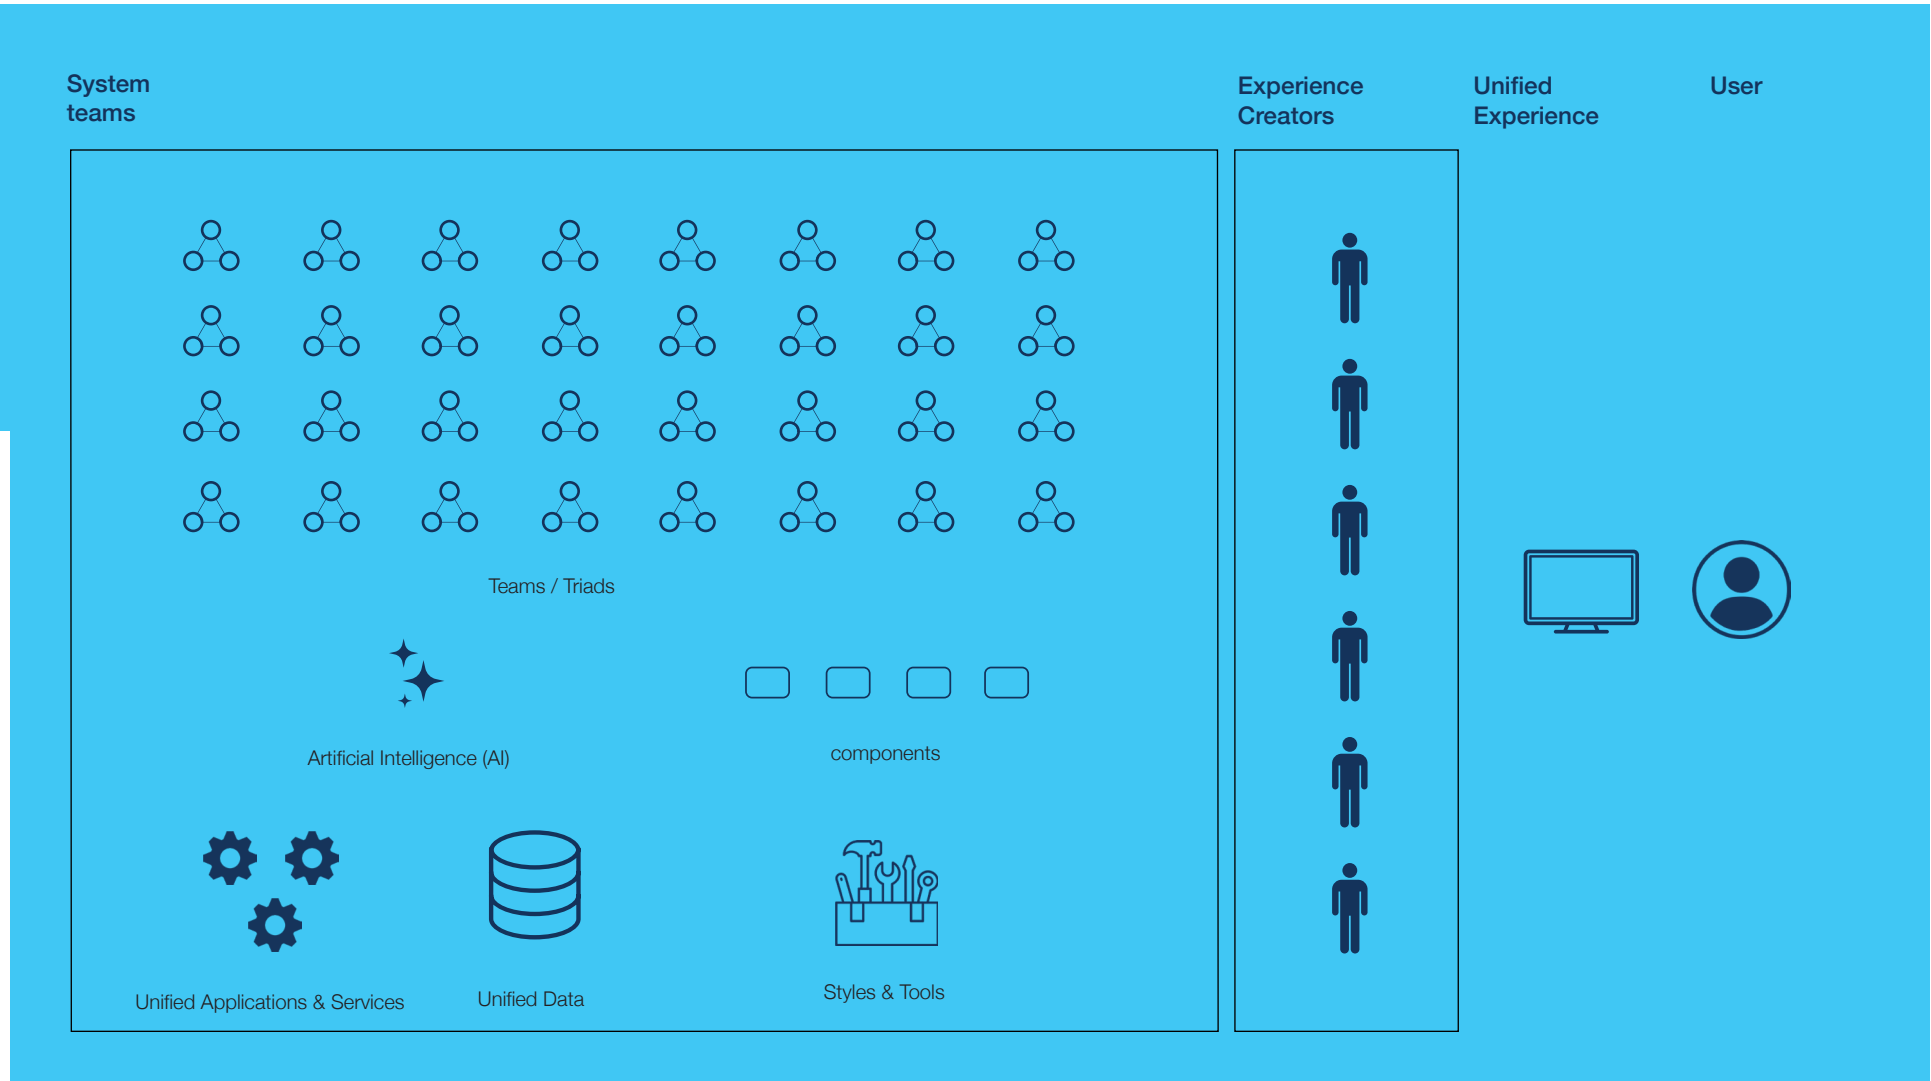 System
teams
Experience
Creators
Unified
Experience
User
Teams / Triads
Artificial Intelligence (AI)
components
Unified Applications & Services
Unified Data
Styles & Tools